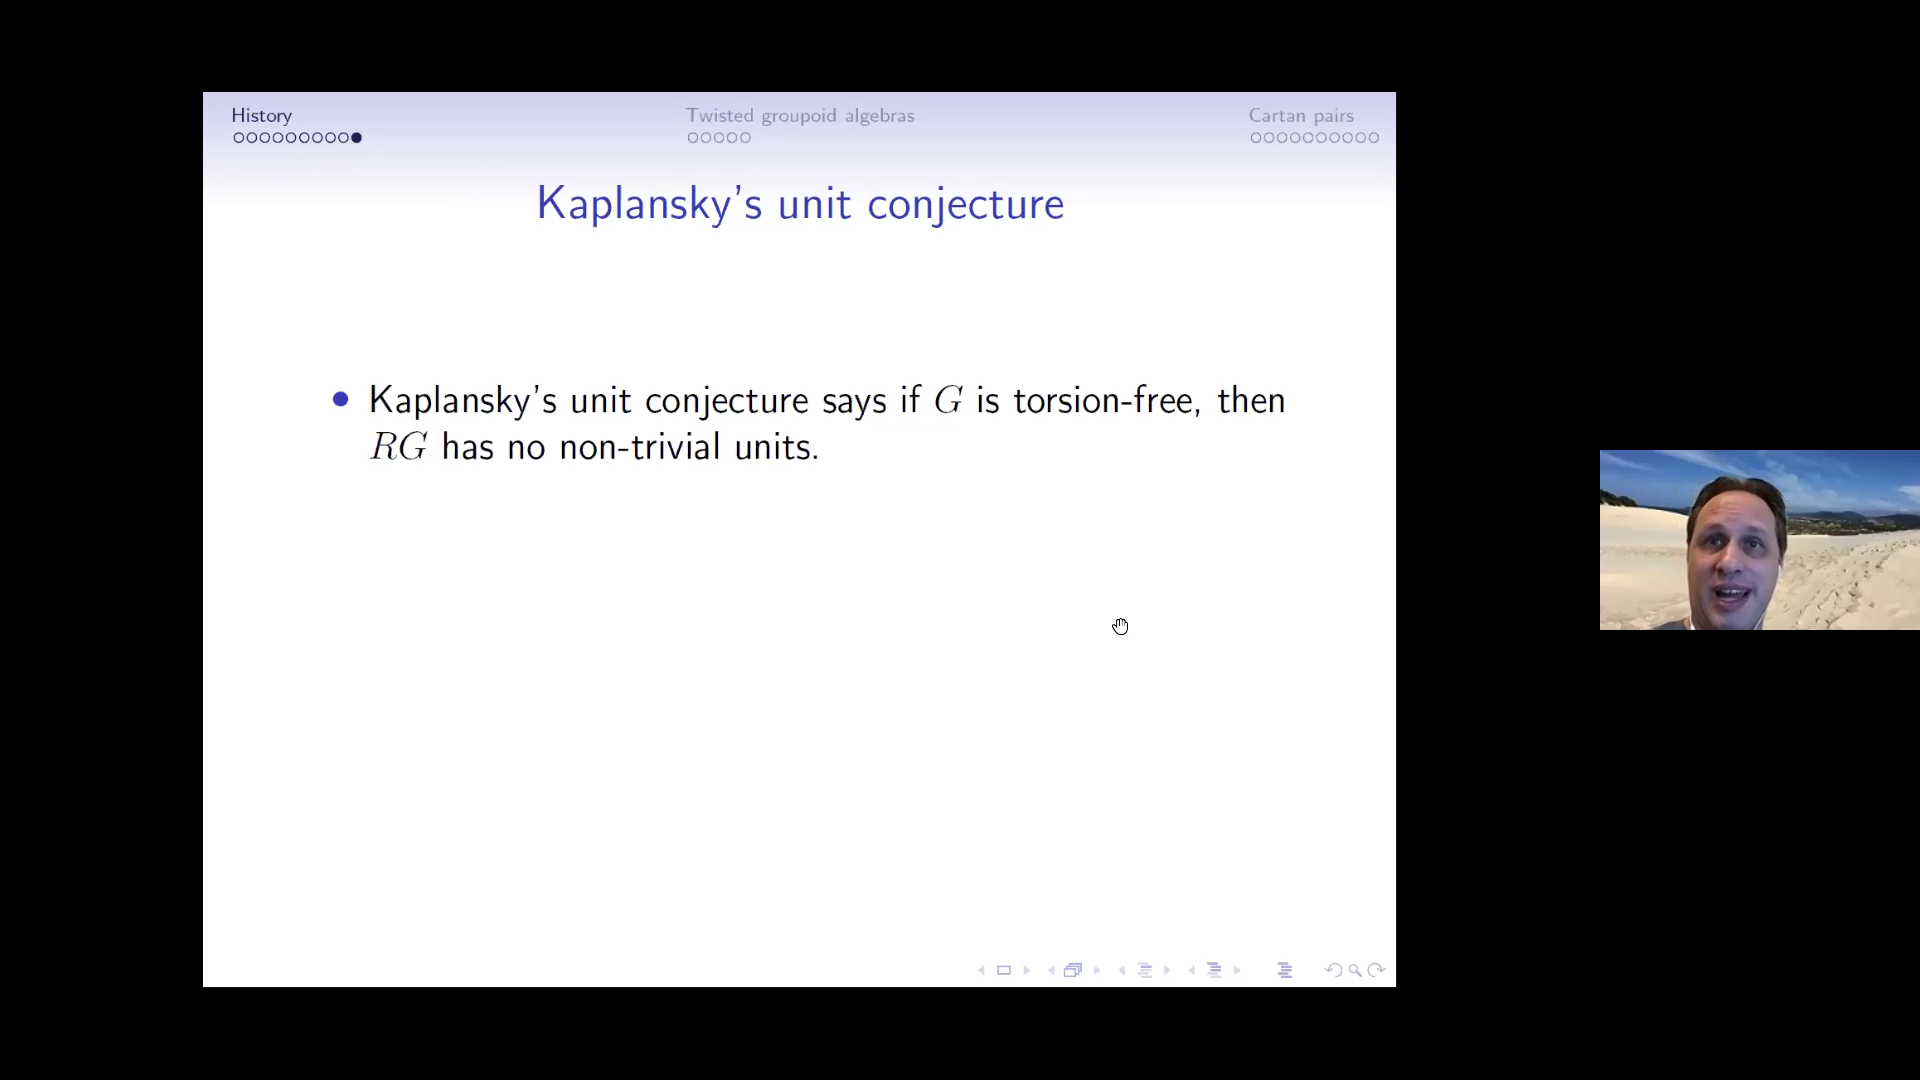 History
Twisted groupoid algebras
Cartan pairs
Kaplansky's unit conjecture
• Kaplansky's unit conjecture says if G is torsion-free, then
RG has no non-trivial units.